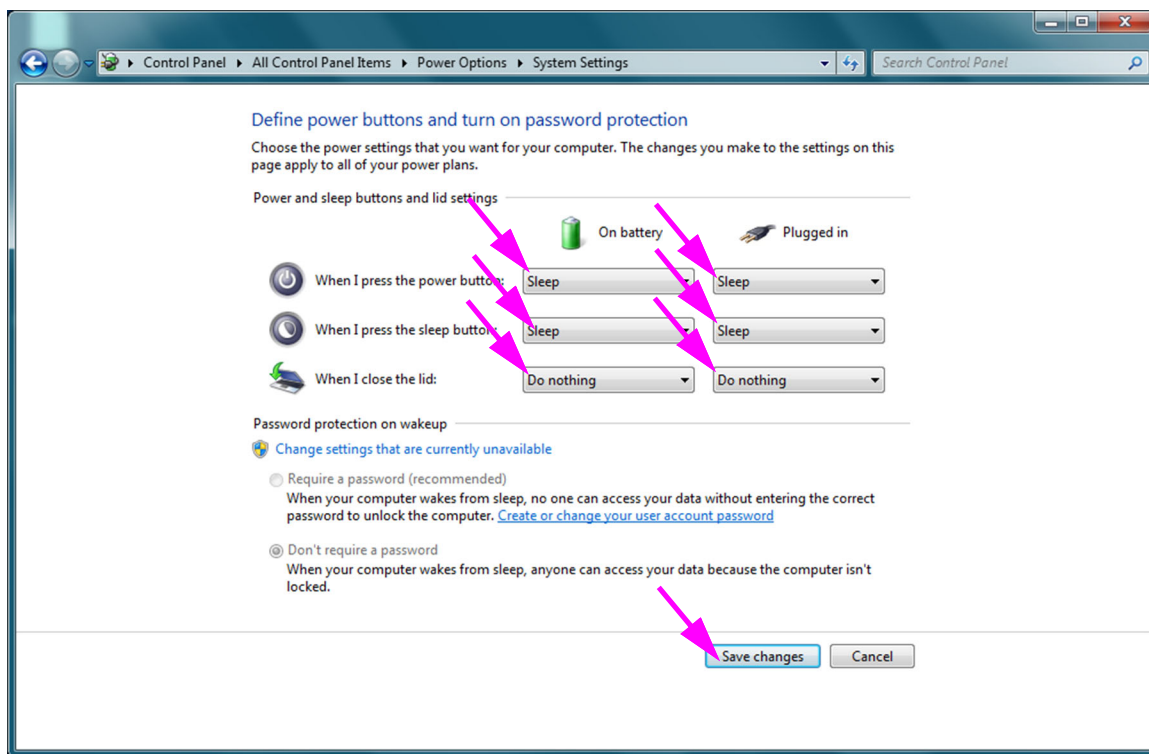 Control Panel All Control Panel Items Power Options System Settings Search Control Panel
Define power buttons and turn on password protection
Choose the power settings that you want for your computer. The changes you make to the settings on this
page apply to all of your power plans.
Power and sleep buttons and lid settings
On battery Plugged in
When I press the power button: Sleep Sleep
When I press the sleep button: Sleep Sleep
When I close the lid: Do nothing Do nothing
Password protection on wakeup
Change settings that are currently unavailable
Require a password (recommended)
When your computer wakes from sleep, no one can access your data without entering the correct
password to unlock the computer. Create or change your user account password
Don't require a password
When your computer wakes from sleep, anyone can access your data because the computer isn't
locked.
Save changes Cancel